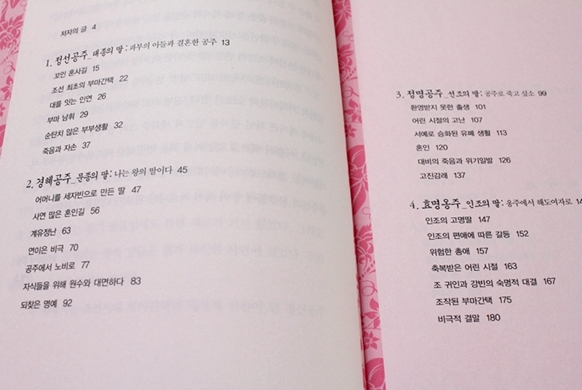 저자의 글 4
1. 정선공주_태종의 딸 : 과부의 아들과 결혼한 공주 13
꼬인 혼사길 15
조선 최초의 부마간택 22
대를 잇는 인연 26
부마 남휘 29
순탄치 않은 부부생활 32
죽음과 자손 37
2. 경혜공주_문종의 딸 : 나는 왕의 딸이다 45
어머니를 세자빈으로 만든 딸 47
사연 많은 혼인길 56
계유정난 63
연이은 비극 70
공주에서 노비로 77
자식들을 위해 원수와 대면하다 83
되찾은 명예 92
3. 정명공주_선조의 딸 : 공주로 죽고 싶소 99
환영받지 못한 출생 101
어린 시절의 고난 107
서예로 승화된 유폐 생활 113
혼인 120
대비의 죽음과 위기일발 126
고진감래 137
4. 효명옹주_인조의 딸 : 옹주에서 해도여자로
인조의 고명딸 147
인조의 편애에 따른 갈등 152
위험한 총애 157
축복받은 어린 시절 163
조 귀인과 강빈의 숙명적 대결 167
조작된 부마간택 175
비극적 결말 180